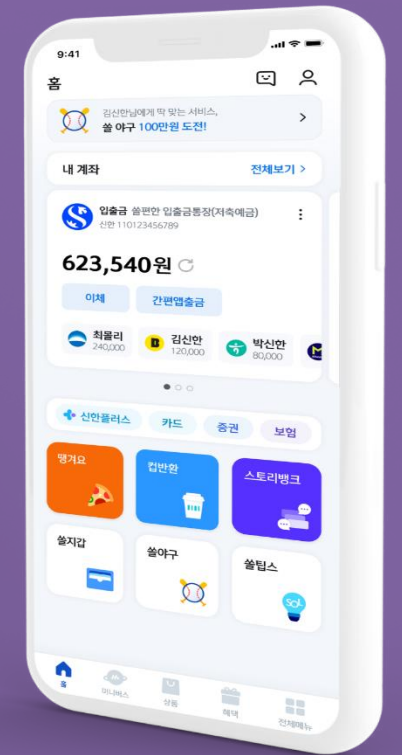 9:41
홈
김신한님에게 딱 맞는 서비스,
쏠 야구 100만원 도전!
내 계좌
전체보기 >
입출금 쏠편한 입출금통장(저축예금)
신한 110123456789
623,540원
이체
간편앱출금
최몰리
240,000
김신한
120,000
박신한
80,000
신한플러스
카드
증권
보험
땡겨요
컵반환
스토리뱅크
쏠지갑
쏠야구
쏠팁스
SOL
홈
머니버스
상품
혜택
전체메뉴